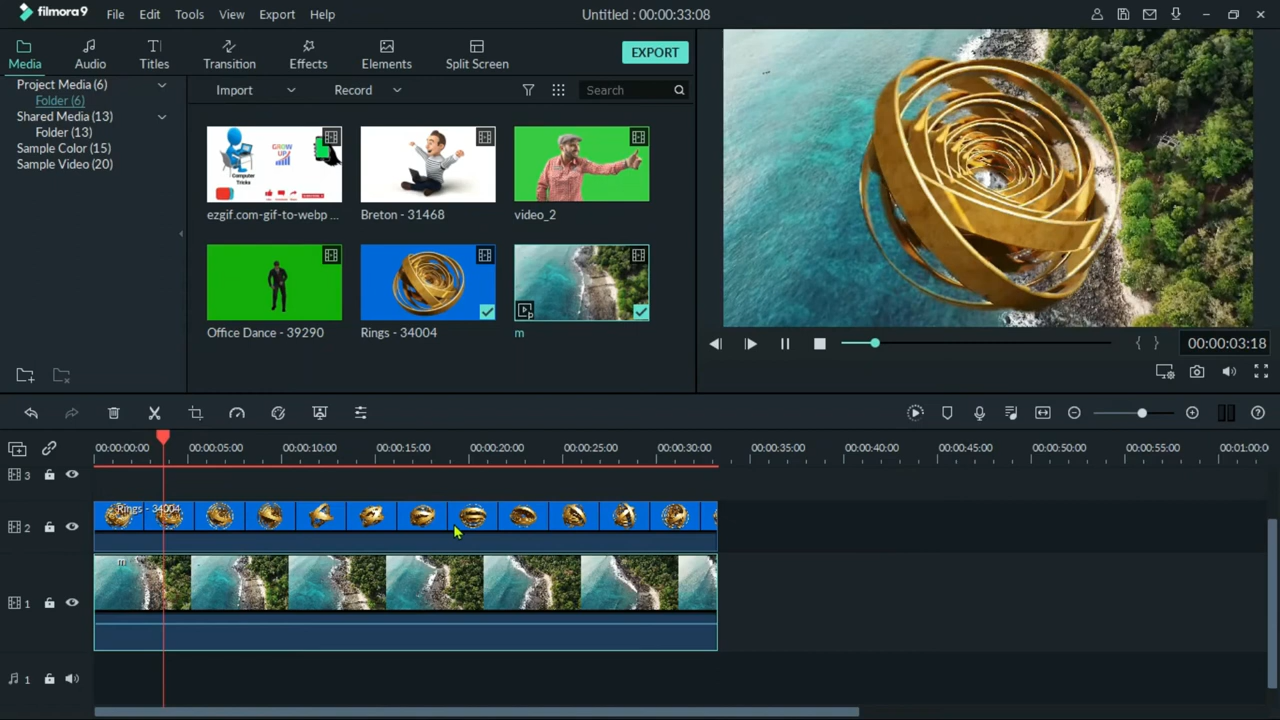 filmora9
File Edit Tools View Export Help
Untitled : 00:00:33:08
Media Audio Titles Transition Effects Elements Split Screen
EXPORT
Project Media (6)
Folder (6)
Shared Media (13)
Folder (13)
Sample Color (15)
Sample Video (20)
Import Record Search
Computer
Tricks
GROW
UP
ezgif.com-gif-to-webp ...
Breton - 31468
video_2
Office Dance - 39290
Rings - 34004
m
00:00:03:18
00:00:00:00 00:00:05:00 00:00:10:00 00:00:15:00 00:00:20:00 00:00:25:00 00:00:30:00 00:00:35:00 00:00:40:00 00:00:45:00 00:00:50:00 00:00:55:00 00:01:00:0
3
2
Rings - 34004
1
m
1